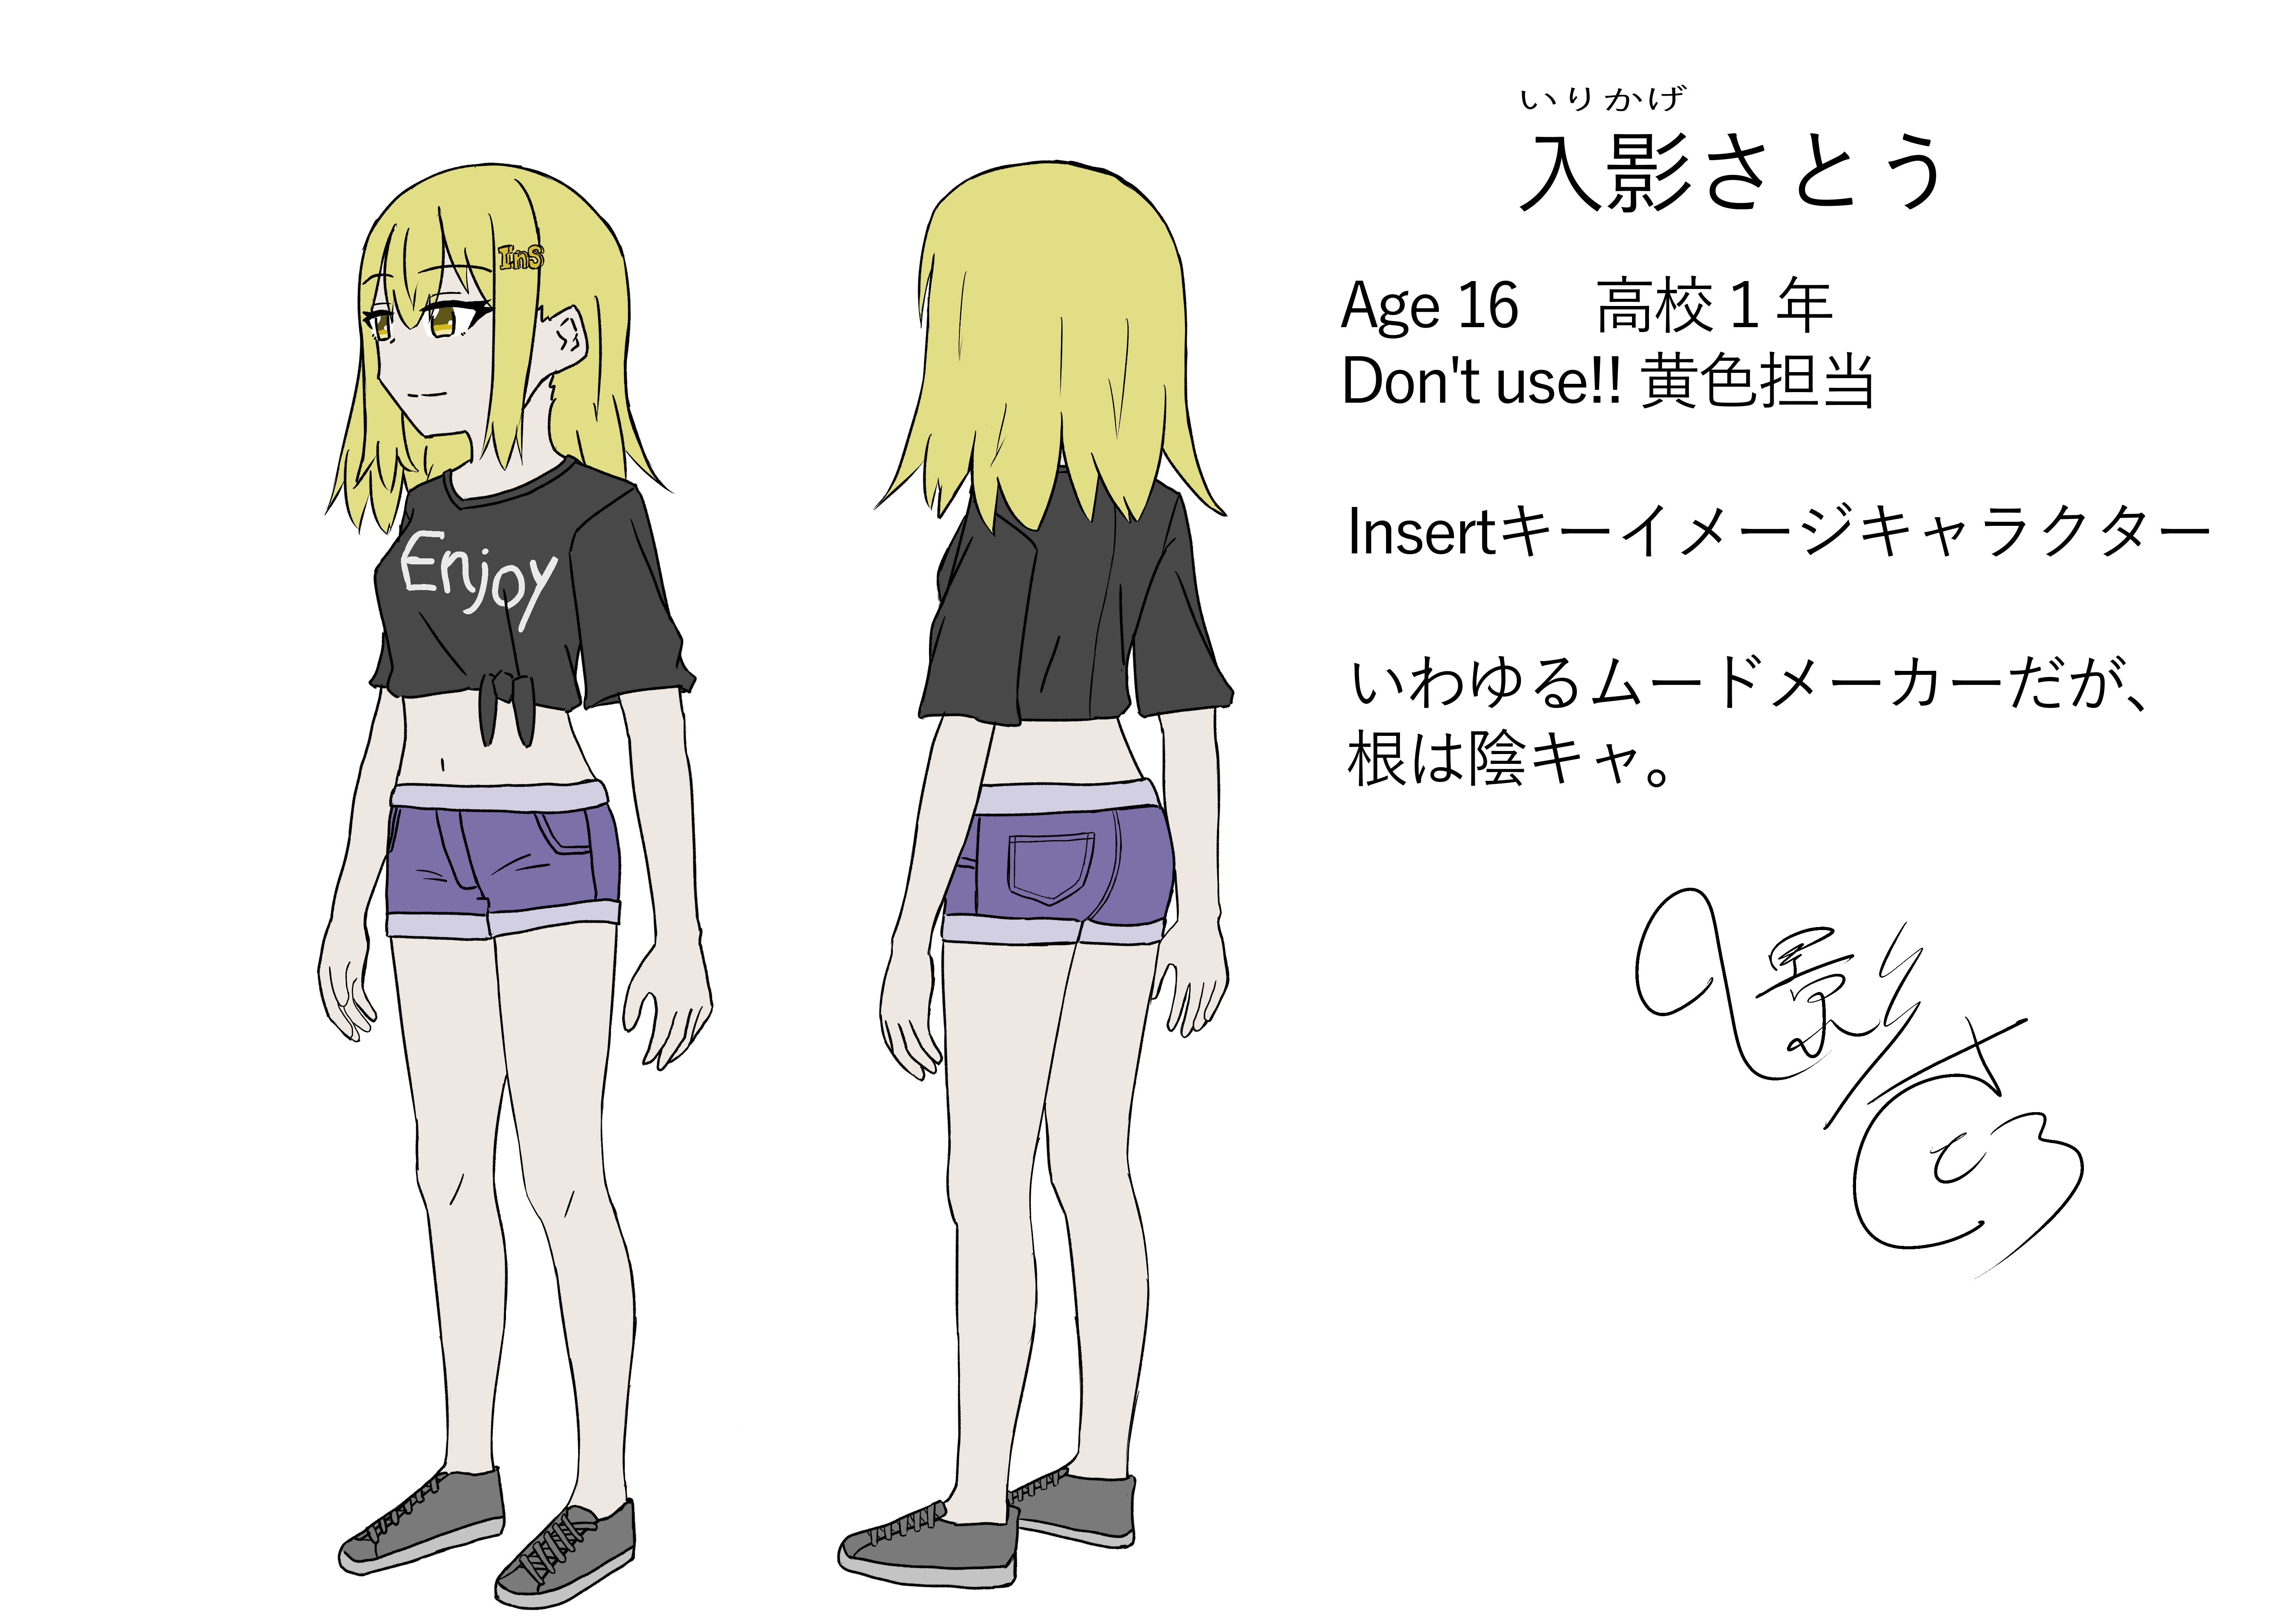 InS
Enjoy
いりかげ
入影さとう
Age 16　高校1年
Don't use!! 黄色担当
Insertキーイメージキャラクター
いわゆるムードメーカーだが、
根は陰キャ。